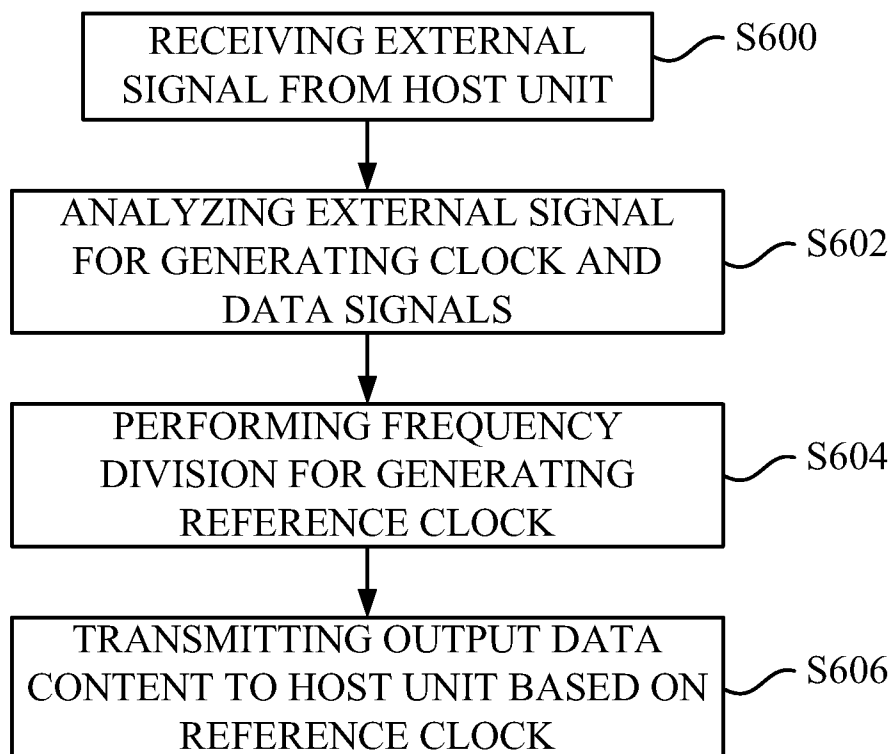 RECEIVING EXTERNAL
SIGNAL FROM HOST UNIT
S600
ANALYZING EXTERNAL SIGNAL
FOR GENERATING CLOCK AND
DATA SIGNALS
S602
PERFORMING FREQUENCY
DIVISION FOR GENERATING
REFERENCE CLOCK
S604
TRANSMITTING OUTPUT DATA
CONTENT TO HOST UNIT BASED ON
REFERENCE CLOCK
S606